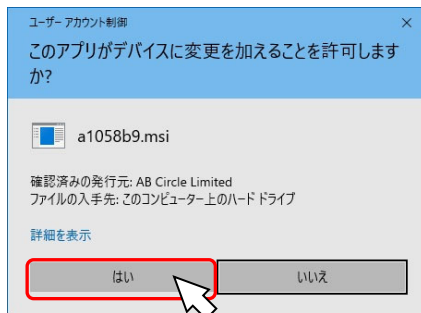 ユーザー アカウント制御
このアプリがデバイスに変更を加えることを許可します
か?
a1058b9.msi
確認済みの発行元: AB Circle Limited
ファイルの入手先: このコンピューター上のハード ドライブ
詳細を表示
はい
いいえ